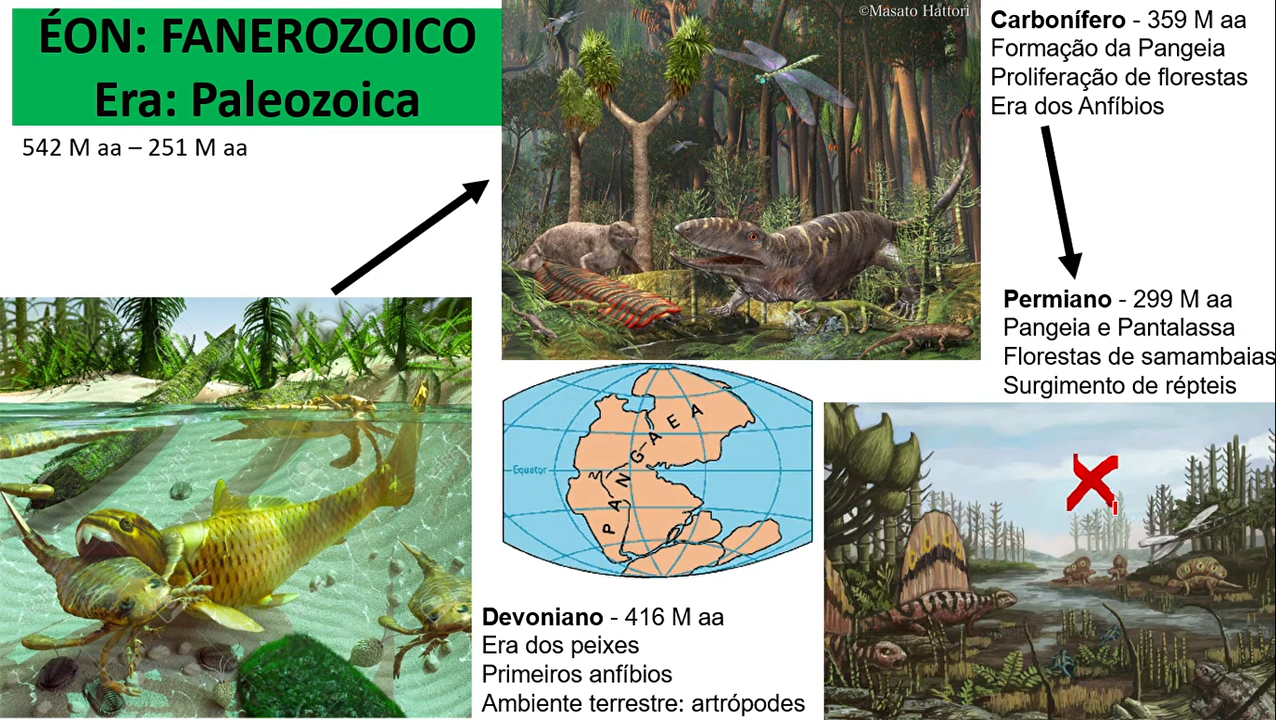 ÉON: FANEROZOICO
Era: Paleozoica
542 M aa – 251 M aa
©Masato Hattori
Carbonífero - 359 M aa
Formação da Pangeia
Proliferação de florestas
Era dos Anfíbios
Permiano - 299 M aa
Pangeia e Pantalassa
Florestas de samambaias
Surgimento de répteis
Equator
PANGAEA
Devoniano - 416 M aa
Era dos peixes
Primeiros anfíbios
Ambiente terrestre: artrópodes